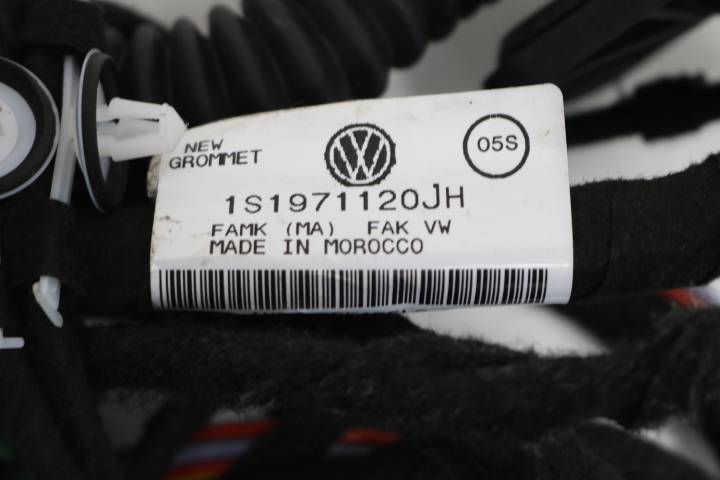 NEW
GROMMET
05S
1S1971120JH
FAMK (MA) FAK VW
MADE IN MOROCCO